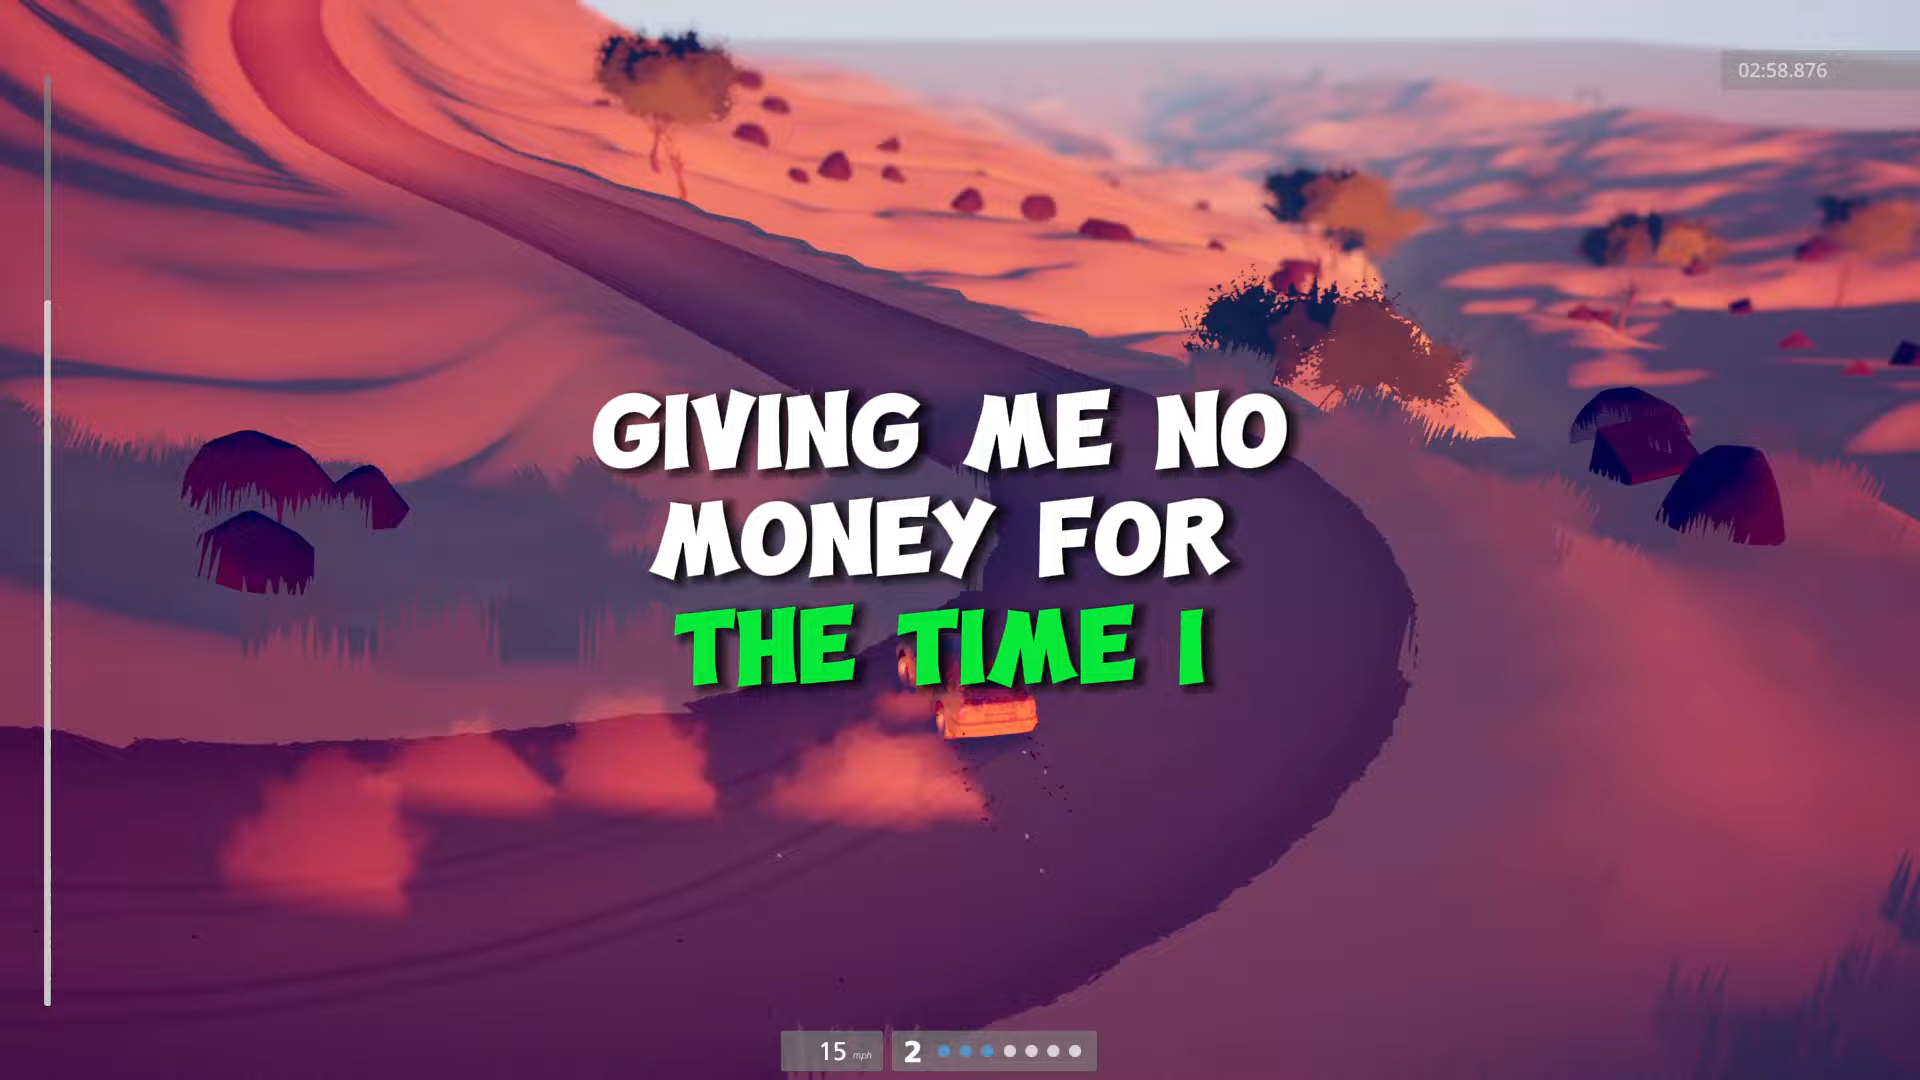 02:58.876
GIVING ME NO
MONEY FOR
THE TIME I
15 mph 2